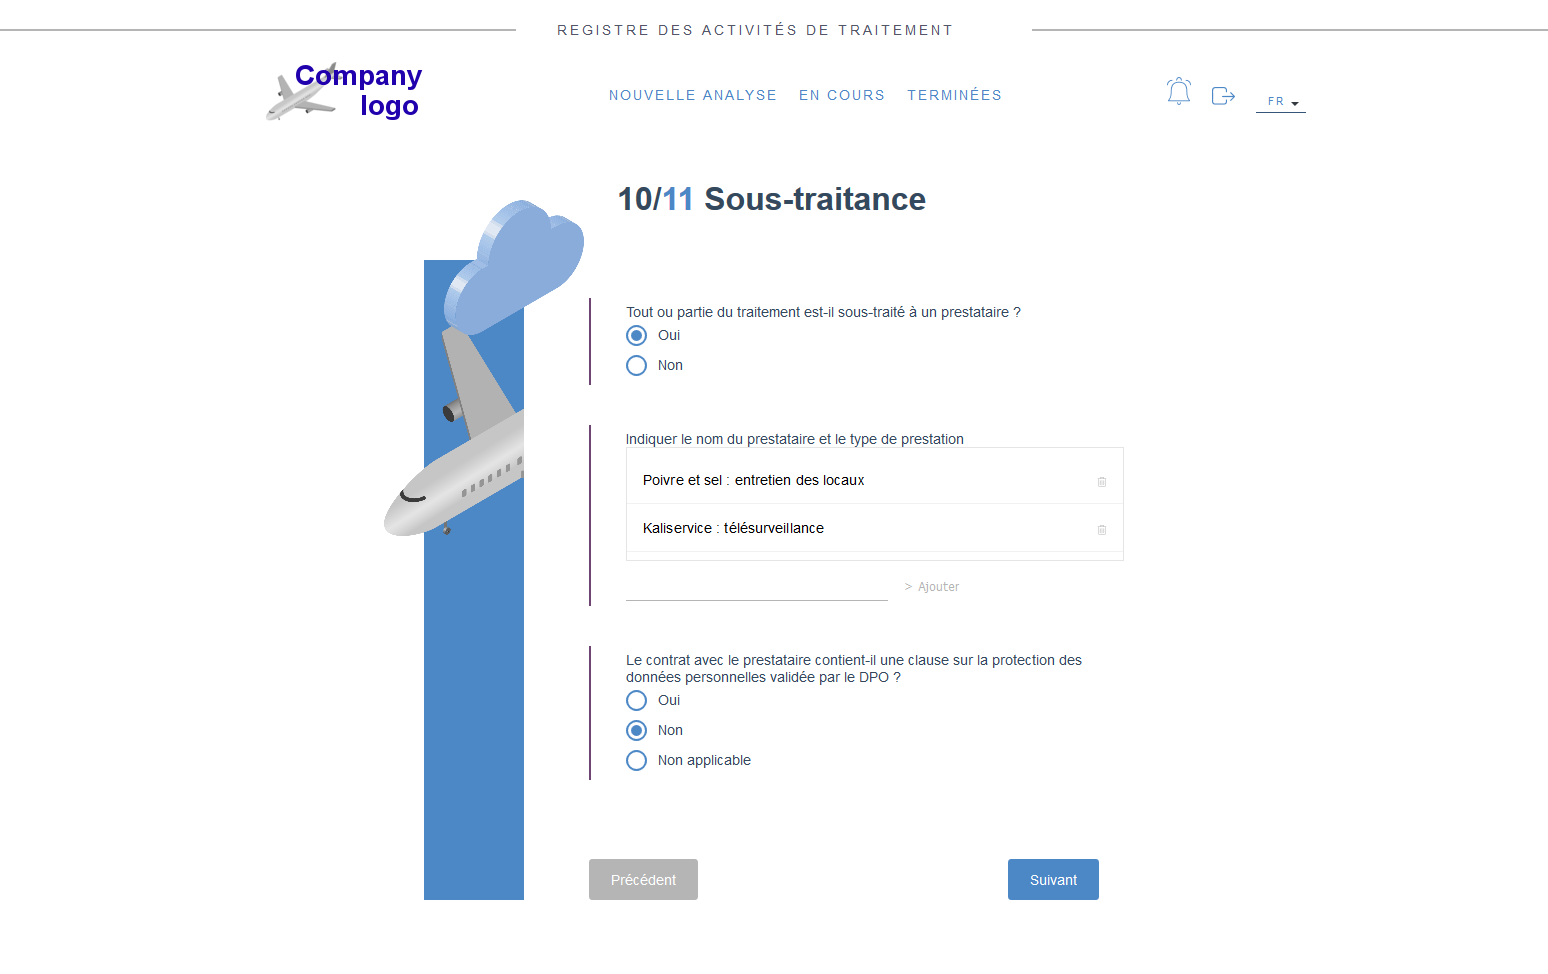 REGISTRE DES ACTIVITÉS DE TRAITEMENT
Company
logo
NOUVELLE ANALYSE EN COURS TERMINÉES
FR
10/11 Sous-traitance
Tout ou partie du traitement est-il sous-traité à un prestataire ?
Oui
Non
Indiquer le nom du prestataire et le type de prestation
Poivre et sel : entretien des locaux
Kaliservice : télésurveillance
> Ajouter
Le contrat avec le prestataire contient-il une clause sur la protection des
données personnelles validée par le DPO ?
Oui
Non
Non applicable
Précédent
Suivant